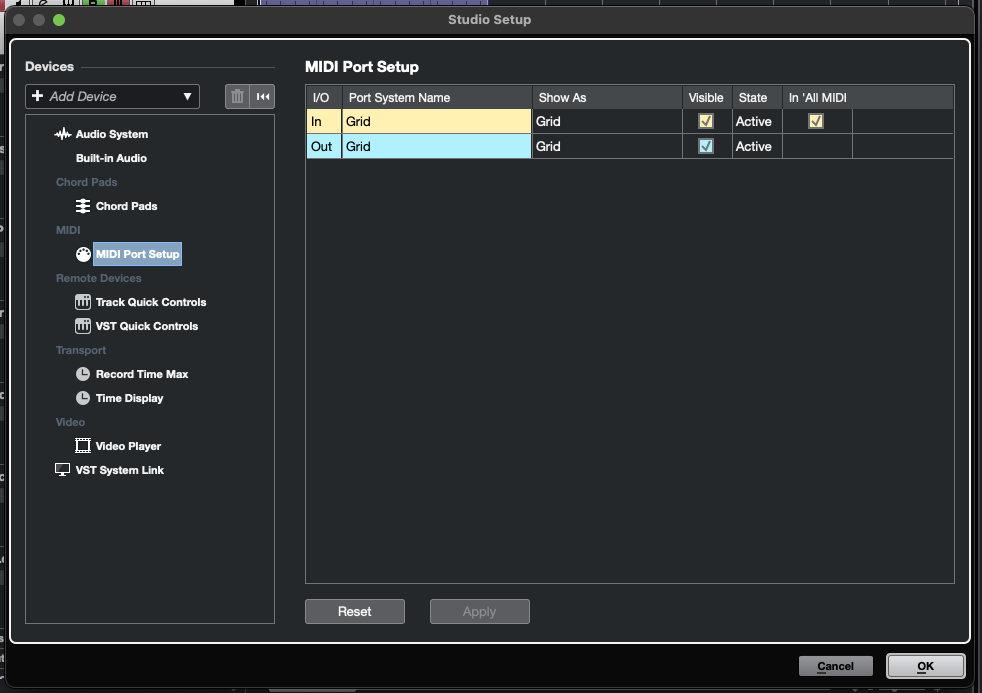 Studio Setup
Devices
Add Device
Audio System
Built-in Audio
Chord Pads
Chord Pads
MIDI
MIDI Port Setup
Remote Devices
Track Quick Controls
VST Quick Controls
Transport
Record Time Max
Time Display
Video
Video Player
VST System Link
MIDI Port Setup
I/O Port System Name Show As Visible State In 'All MIDI
In Grid Grid Active
Out Grid Grid Active
Reset Apply
Cancel OK